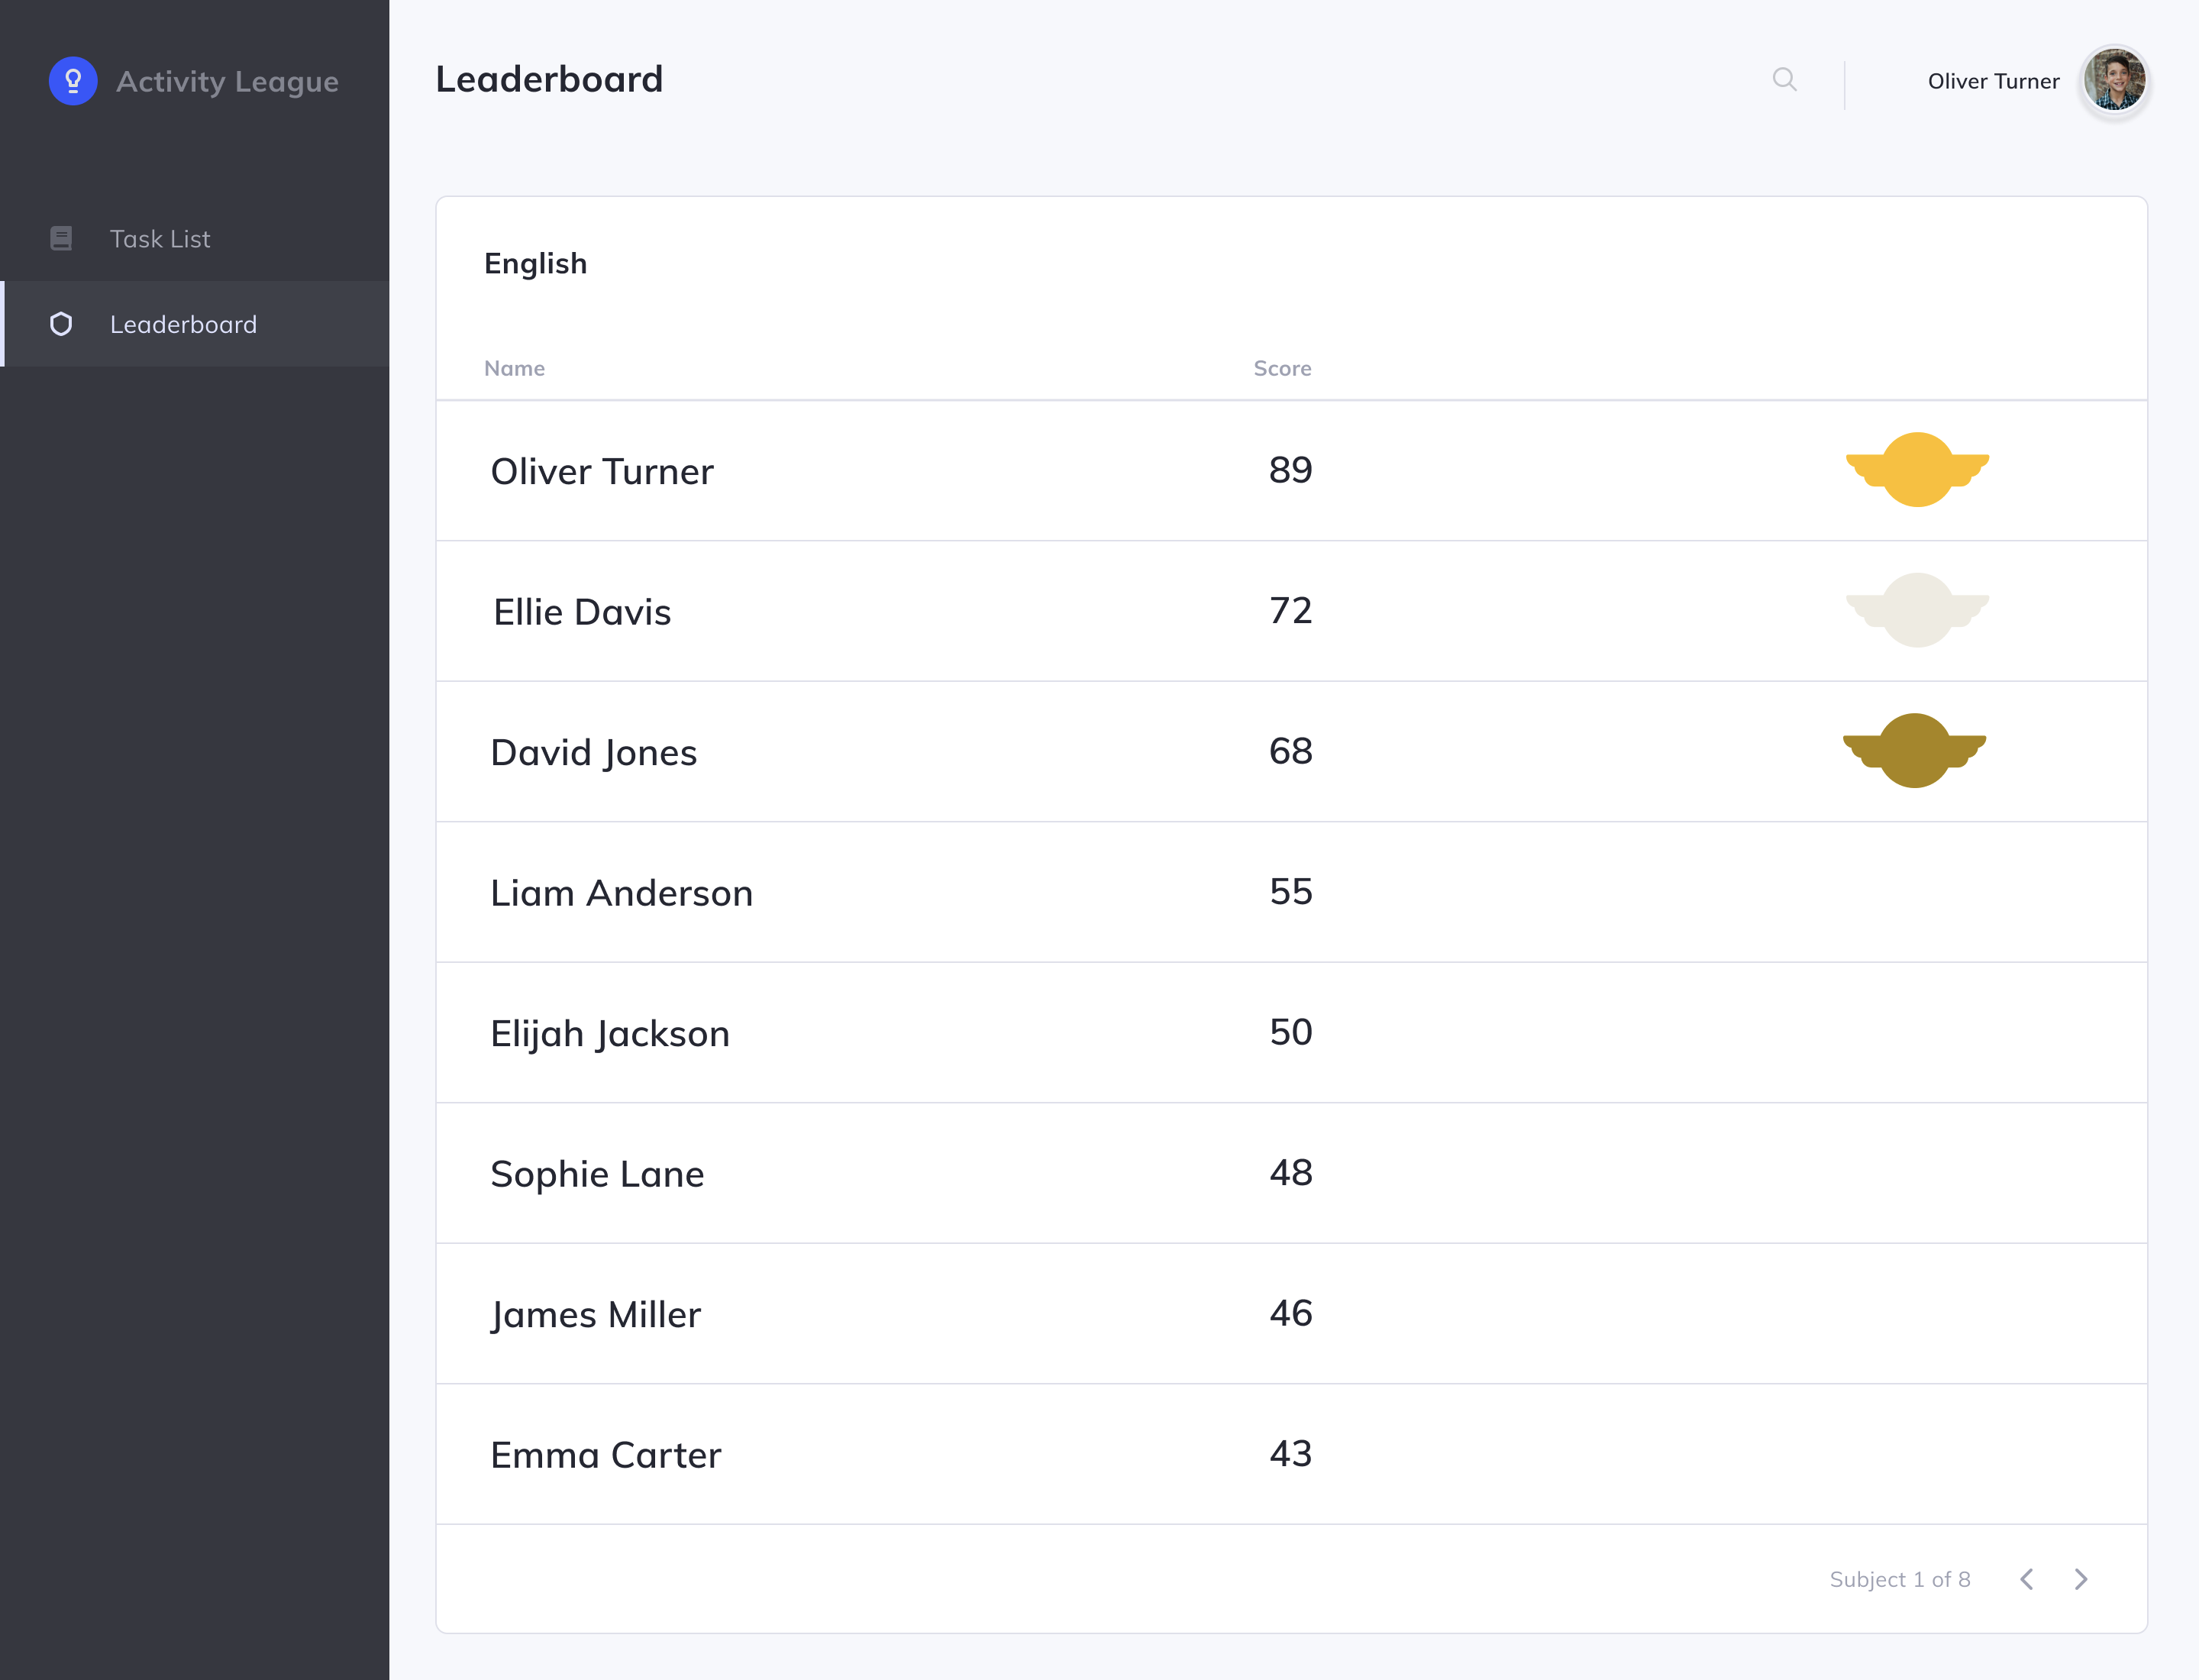 Activity League
Task List
Leaderboard
Leaderboard
Oliver Turner
English
Name Score
Oliver Turner 89
Ellie Davis 72
David Jones 68
Liam Anderson 55
Elijah Jackson 50
Sophie Lane 48
James Miller 46
Emma Carter 43
Subject 1 of 8